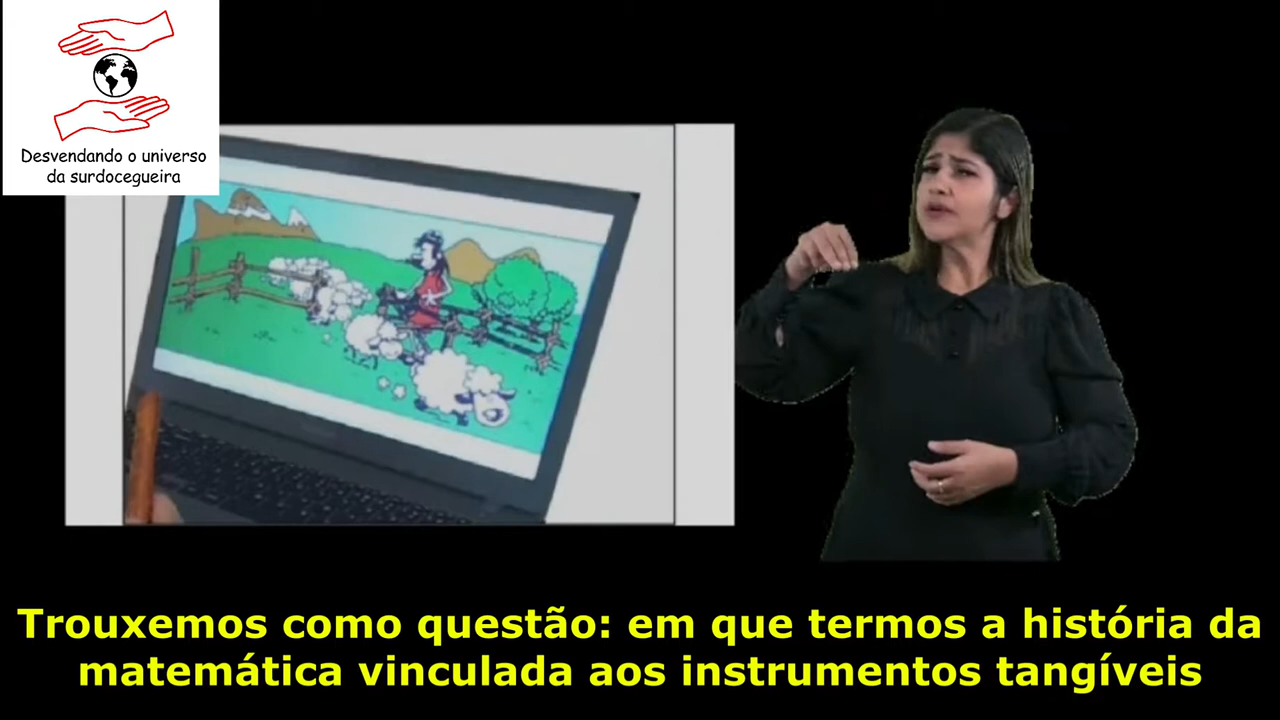 Desvendando o universo
da surdocegueira
Trouxemos como questão: em que termos a história da
matemática vinculada aos instrumentos tangíveis